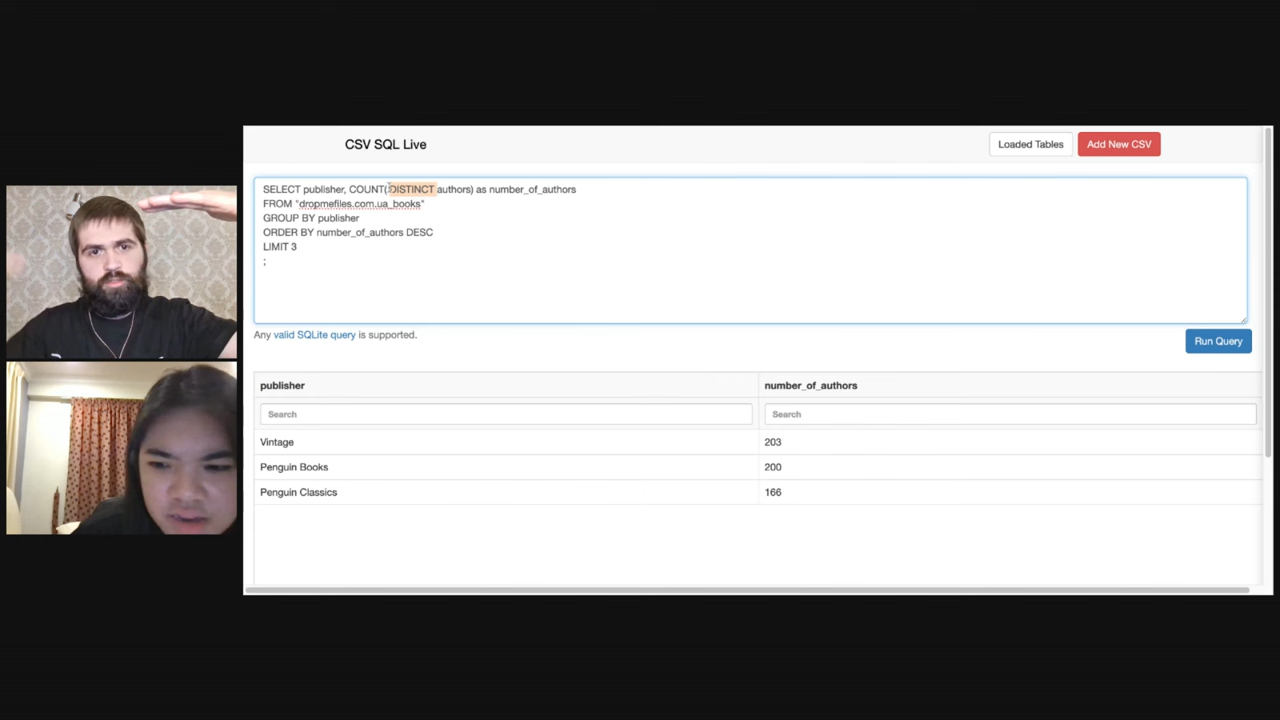 CSV SQL Live
Loaded Tables
Add New CSV
SELECT publisher, COUNT(DISTINCT authors) as number_of_authors
FROM "dropmefiles.com.ua_books"
GROUP BY publisher
ORDER BY number_of_authors DESC
LIMIT 3
;
Any valid SQLite query is supported.
Run Query
publisher number_of_authors
Search Search
Vintage 203
Penguin Books 200
Penguin Classics 166